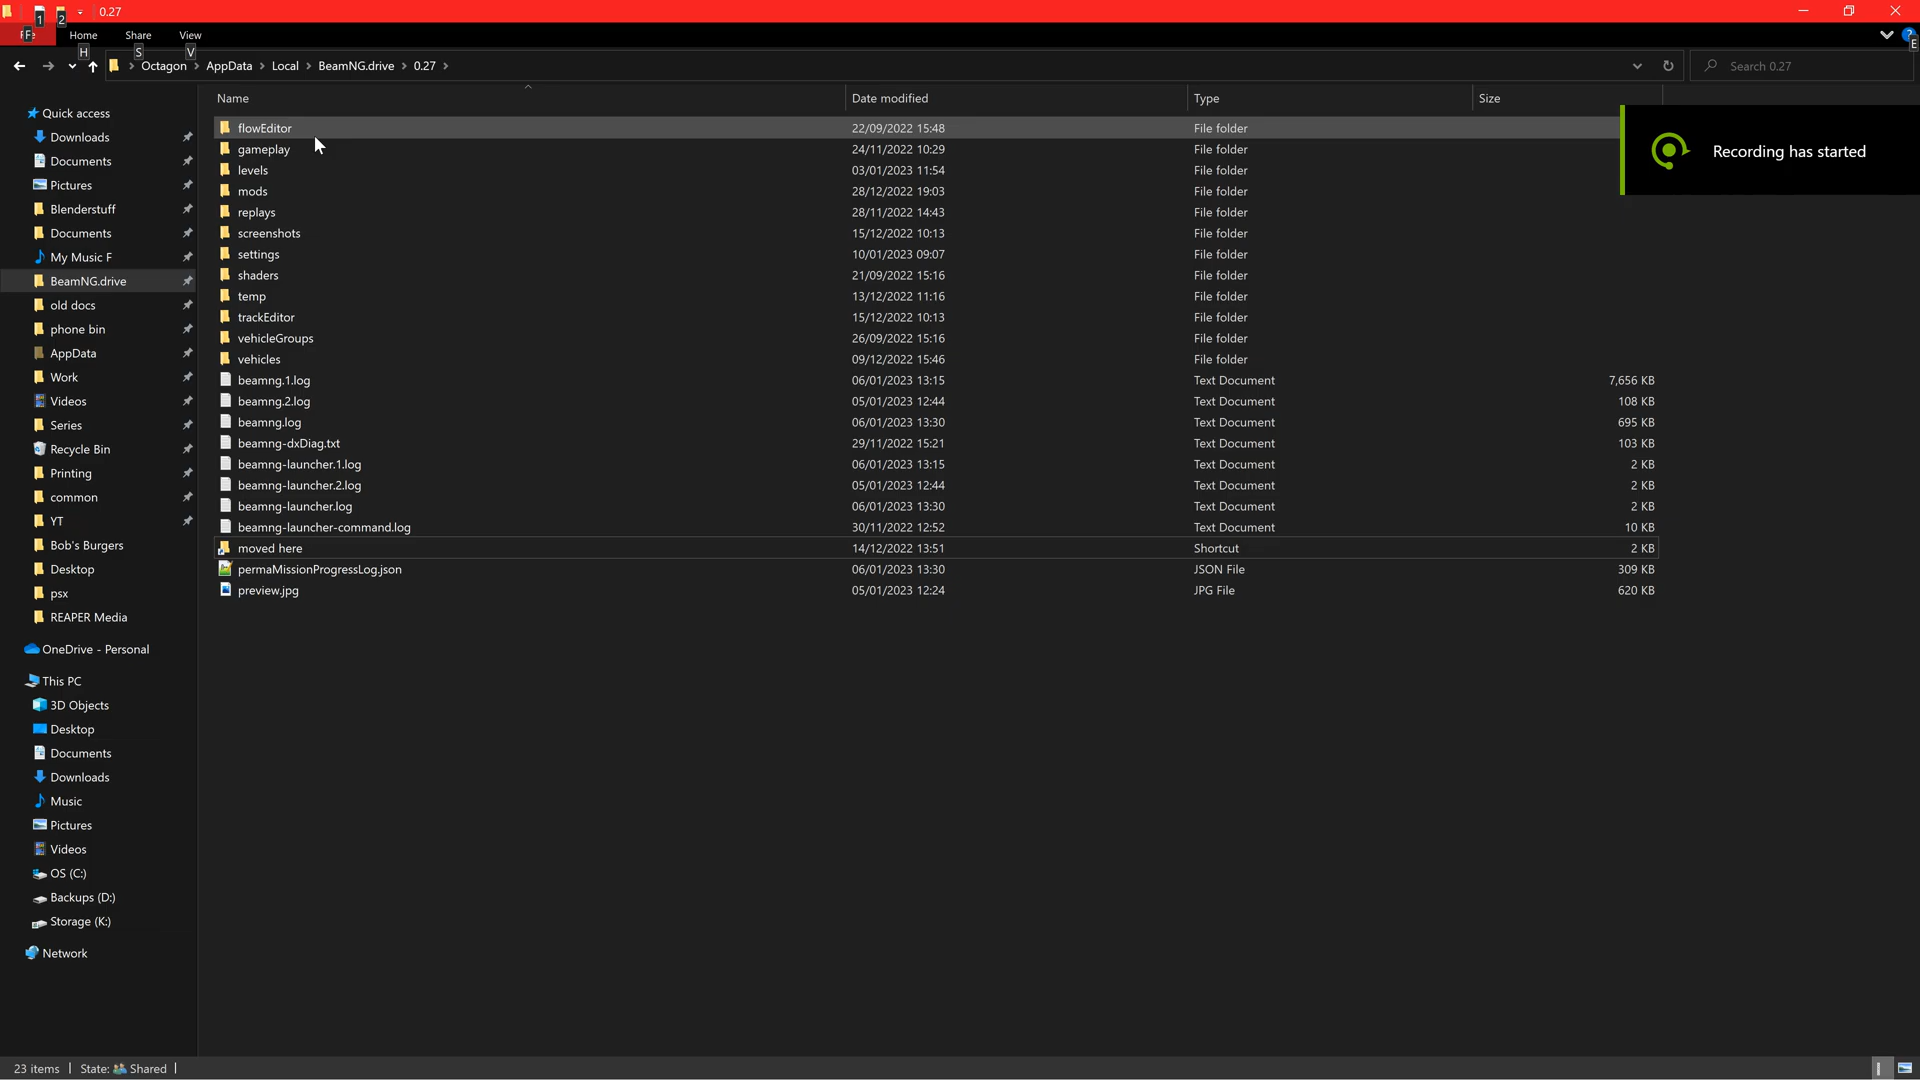 1
2
0.27
F
Home
Share
View
H
S
V
E
Octagon > AppData > Local > BeamNG.drive > 0.27 >
Search 0.27
Name
Date modified
Type
Size
Quick access
Downloads
Documents
Pictures
Blenderstuff
Documents
My Music F
BeamNG.drive
old docs
phone bin
AppData
Work
Videos
Series
Recycle Bin
Printing
common
YT
Bob's Burgers
Desktop
psx
REAPER Media
OneDrive - Personal
This PC
3D Objects
Desktop
Documents
Downloads
Music
Pictures
Videos
OS (C:)
Backups (D:)
Storage (K:)
Network
flowEditor 22/09/2022 15:48 File folder
gameplay 24/11/2022 10:29 File folder
levels 03/01/2023 11:54 File folder
mods 28/12/2022 19:03 File folder
replays 28/11/2022 14:43 File folder
screenshots 15/12/2022 10:13 File folder
settings 10/01/2023 09:07 File folder
shaders 21/09/2022 15:16 File folder
temp 13/12/2022 11:16 File folder
trackEditor 15/12/2022 10:13 File folder
vehicleGroups 26/09/2022 15:16 File folder
vehicles 09/12/2022 15:46 File folder
beamng.1.log 06/01/2023 13:15 Text Document 7,656 KB
beamng.2.log 05/01/2023 12:44 Text Document 108 KB
beamng.log 06/01/2023 13:30 Text Document 695 KB
beamng-dxDiag.txt 29/11/2022 15:21 Text Document 103 KB
beamng-launcher.1.log 06/01/2023 13:15 Text Document 2 KB
beamng-launcher.2.log 05/01/2023 12:44 Text Document 2 KB
beamng-launcher.log 06/01/2023 13:30 Text Document 2 KB
beamng-launcher-command.log 30/11/2022 12:52 Text Document 10 KB
moved here 14/12/2022 13:51 Shortcut 2 KB
permaMissionProgressLog.json 06/01/2023 13:30 JSON File 309 KB
preview.jpg 05/01/2023 12:24 JPG File 620 KB
Recording has started
23 items
State: Shared